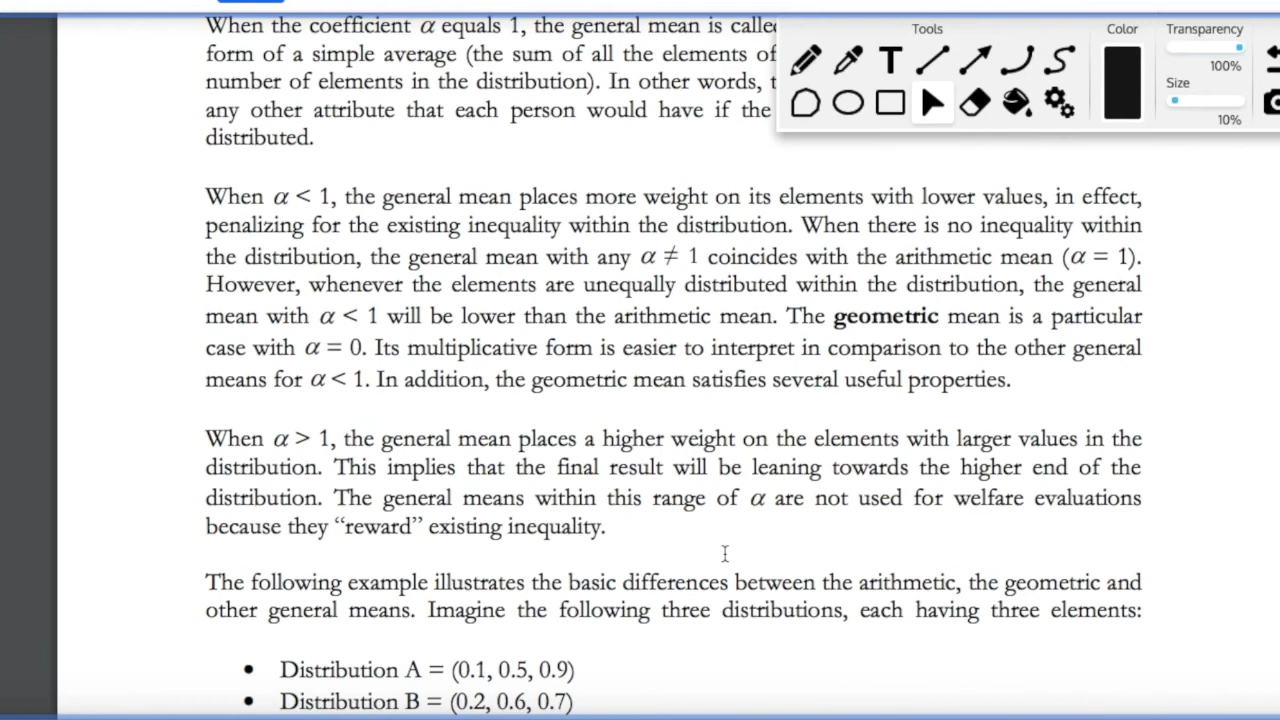 When the coefficient α equals 1, the general mean is called
form of a simple average (the sum of all the elements of
number of elements in the distribution). In other words,
any other attribute that each person would have if the
distributed.
Tools
Color
Transparency
100%
Size
10%
T
When α < 1, the general mean places more weight on its elements with lower values, in effect,
penalizing for the existing inequality within the distribution. When there is no inequality within
the distribution, the general mean with any α ≠ 1 coincides with the arithmetic mean (α = 1).
However, whenever the elements are unequally distributed within the distribution, the general
mean with α < 1 will be lower than the arithmetic mean. The geometric mean is a particular
case with α = 0. Its multiplicative form is easier to interpret in comparison to the other general
means for α < 1. In addition, the geometric mean satisfies several useful properties.
When α > 1, the general mean places a higher weight on the elements with larger values in the
distribution. This implies that the final result will be leaning towards the higher end of the
distribution. The general means within this range of α are not used for welfare evaluations
because they “reward” existing inequality.
The following example illustrates the basic differences between the arithmetic, the geometric and
other general means. Imagine the following three distributions, each having three elements:
• Distribution A = (0.1, 0.5, 0.9)
• Distribution B = (0.2, 0.6, 0.7)